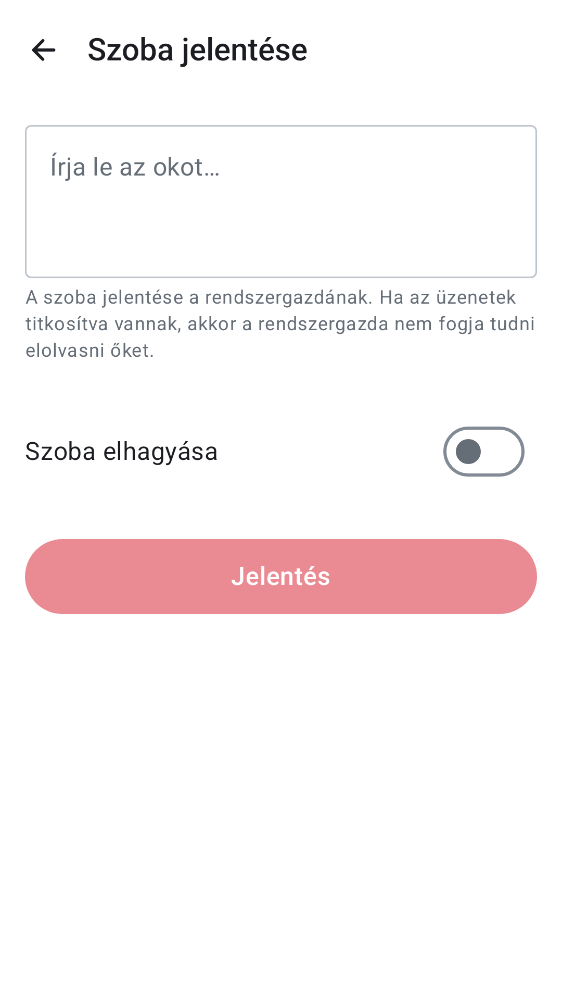 Szoba jelentése
Írja le az okot…
A szoba jelentése a rendszergazdának. Ha az üzenetek
titkosítva vannak, akkor a rendszergazda nem fogja tudni
elolvasni őket.
Szoba elhagyása
Jelentés